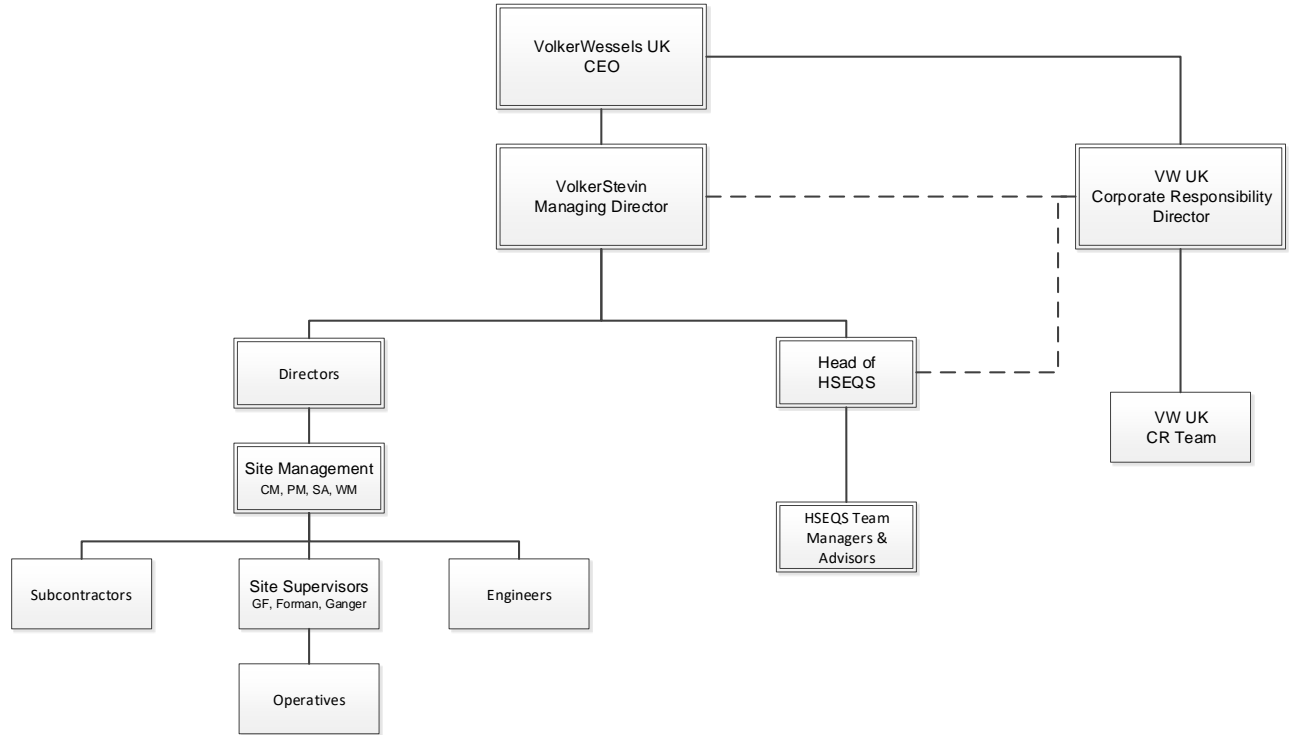 VolkerWessels UK
CEO
VolkerStevin
Managing Director
VW UK
Corporate Responsibility
Director
Directors
Head of
HSEQS
VW UK
CR Team
Site Management
CM, PM, SA, WM
HSEQS Team
Managers &
Advisors
Subcontractors
Site Supervisors
GF, Forman, Ganger
Engineers
Operatives